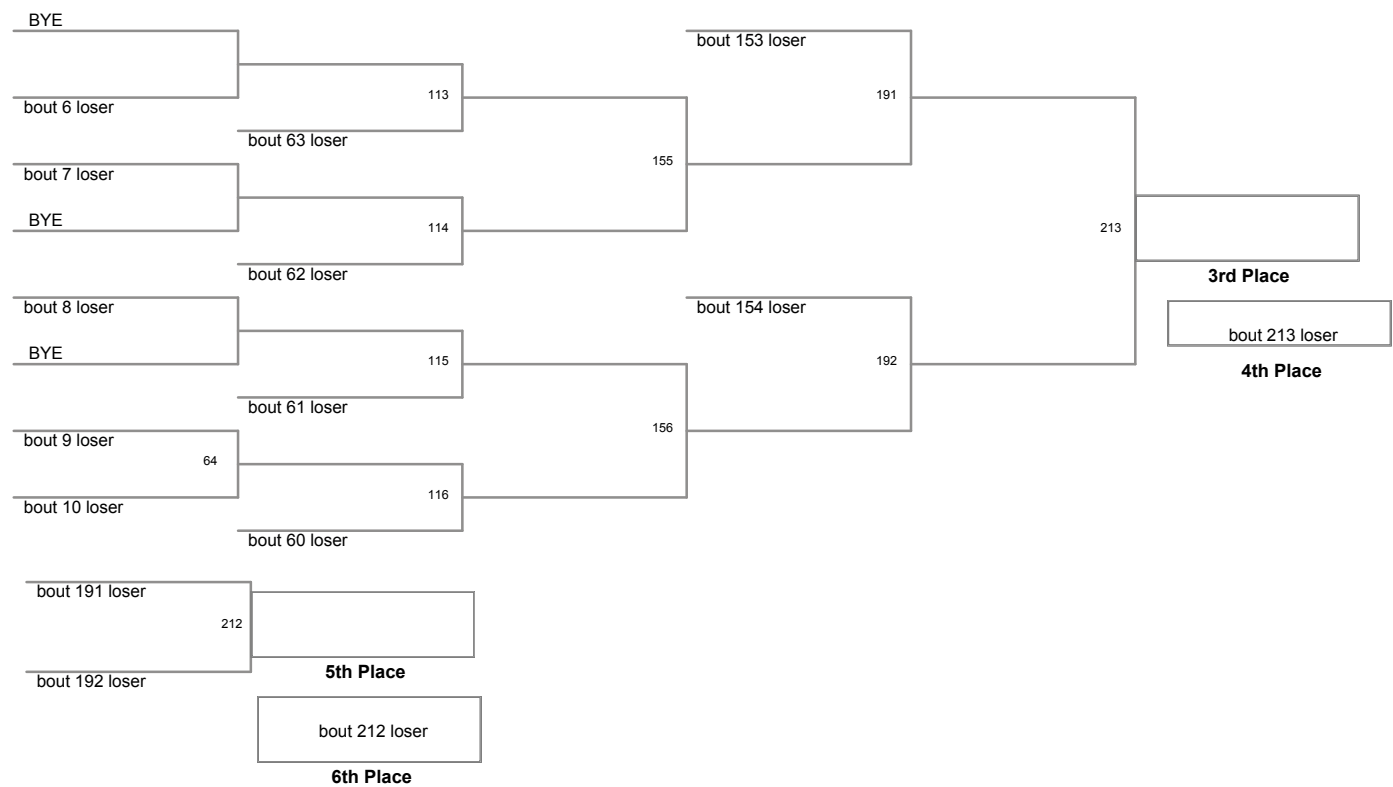 BYE
bout 153 loser
113
191
bout 6 loser
bout 63 loser
155
bout 7 loser
BYE
114
213
bout 62 loser
3rd Place
bout 8 loser
bout 154 loser
bout 213 loser
BYE
115
192
4th Place
bout 61 loser
156
bout 9 loser
64
116
bout 10 loser
bout 60 loser
bout 191 loser
212
5th Place
bout 192 loser
bout 212 loser
6th Place